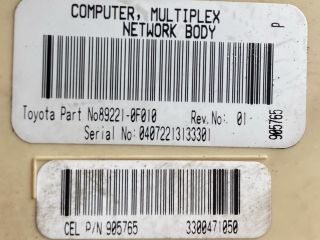 COMPUTER, MULTIPLEX
NETWORK BODY
P
Toyota Part No89221-0F010 Rev.No: 01
Serial No:04072213133301
905765
CEL P/N 905765 3300471050